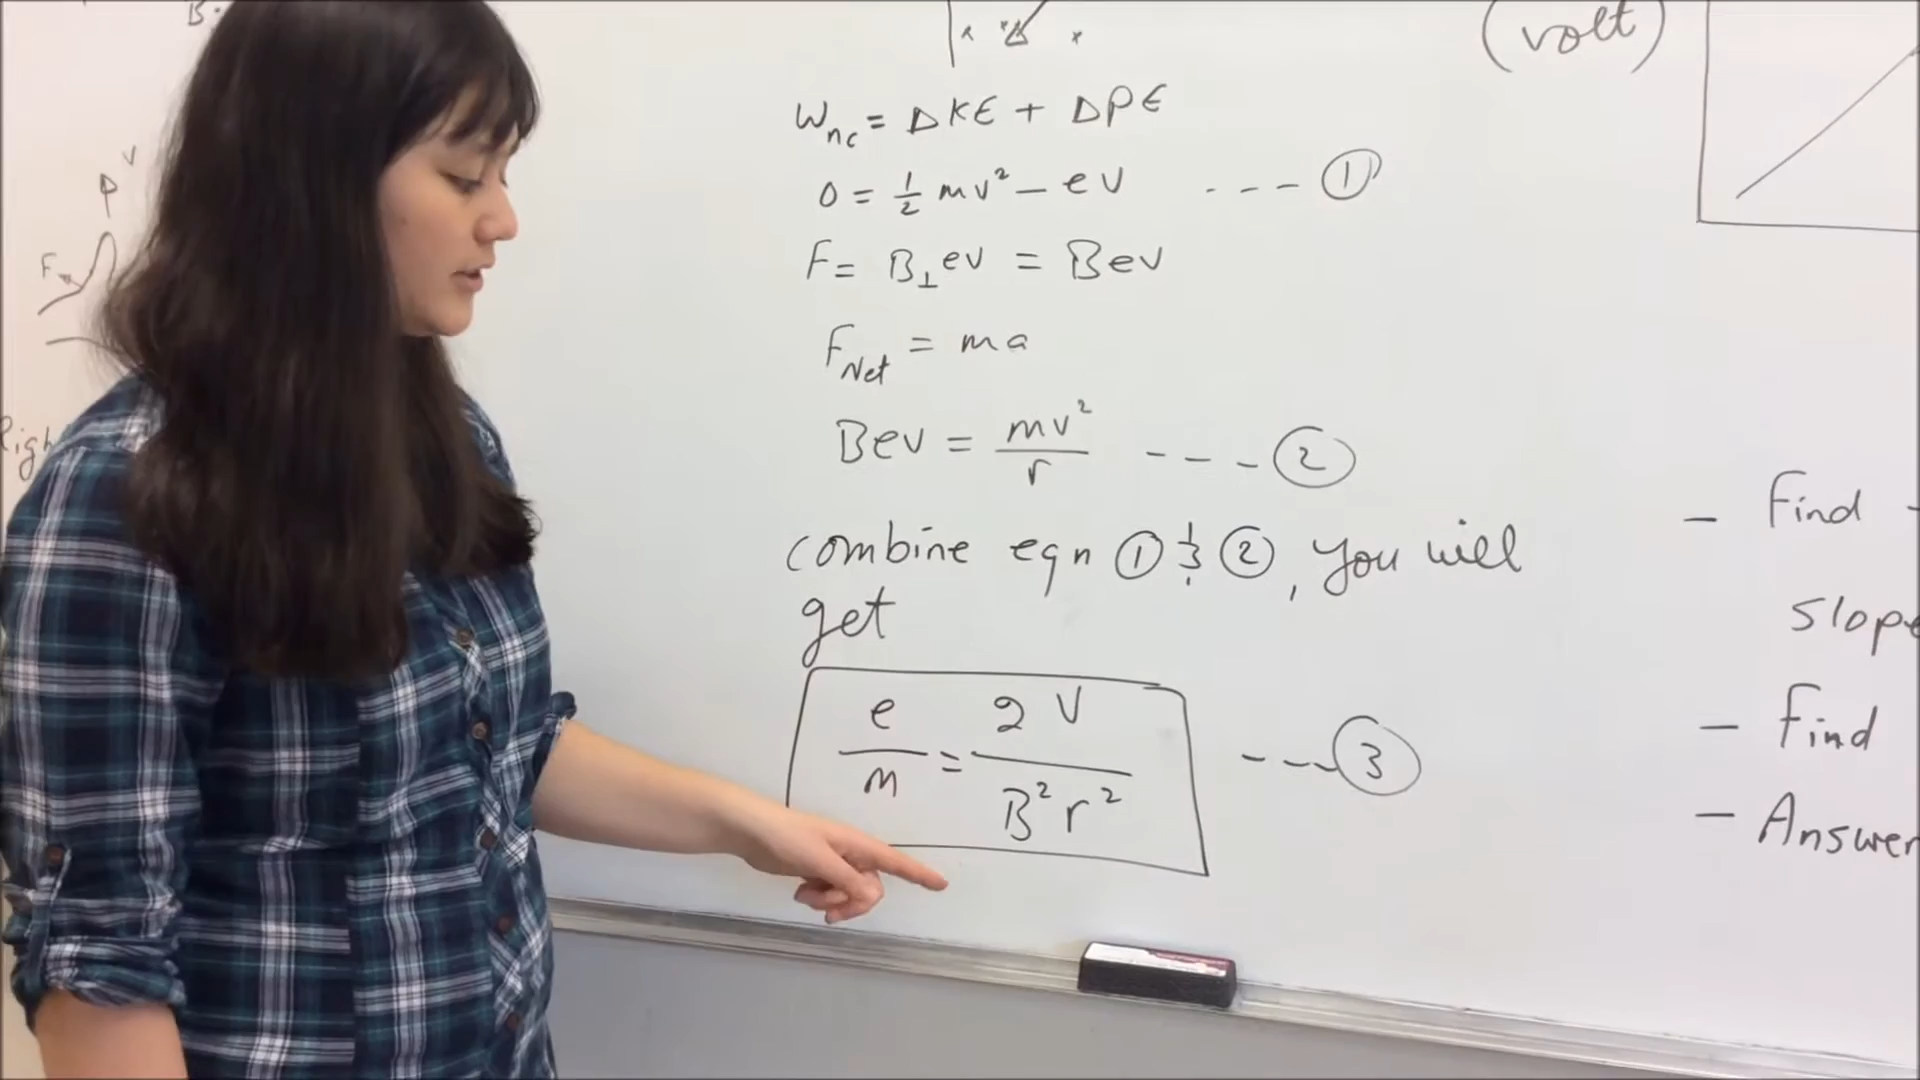 B.
V
F
(volt)
W_nc = ΔKE + ΔPE
0 = 1/2 mv² - eV --- ①
F = B⊥ev = Bev
F_Net = ma
Bev = mv²/r --- ②
combine eqn ① & ②, you will
get
e/m = 2V/B²r² --- ③
- Find -
slope
- Find
- Answer